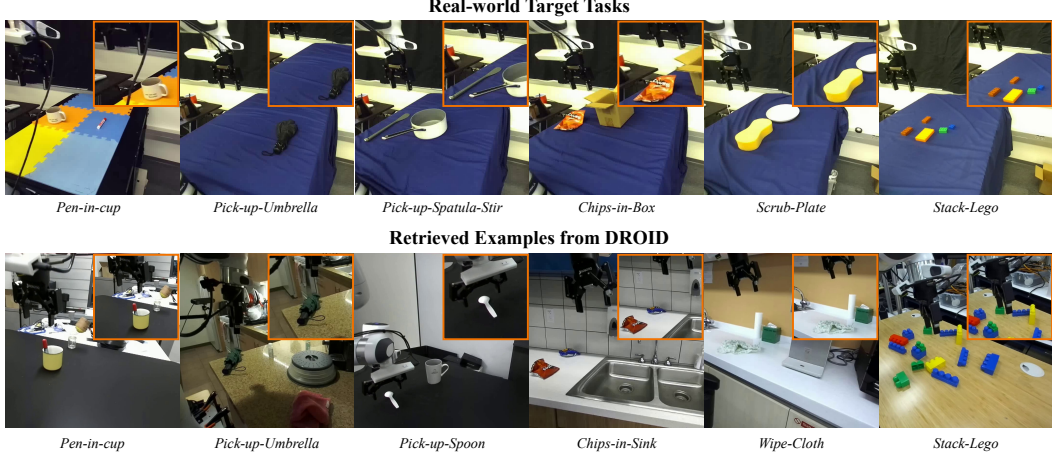 Real-world Target Tasks
Pen-in-cup
Pick-up-Umbrella
Pick-up-Spatula-Stir
Chips-in-Box
Scrub-Plate
Stack-Lego
Retrieved Examples from DROID
Pen-in-cup
Pick-up-Umbrella
Pick-up-Spoon
Chips-in-Sink
Wipe-Cloth
Stack-Lego